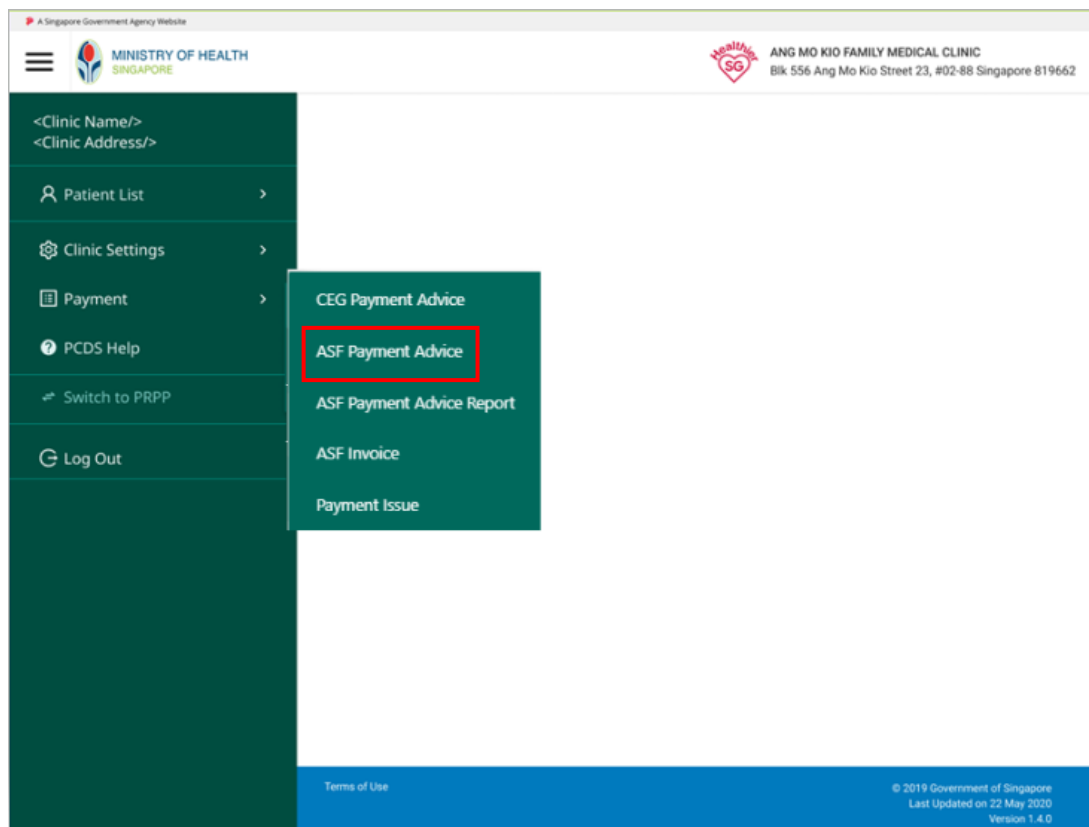 A Singapore Government Agency Website
MINISTRY OF HEALTH
SINGAPORE
Healthier
SG
ANG MO KIO FAMILY MEDICAL CLINIC
Blk 556 Ang Mo Kio Street 23, #02-88 Singapore 819662
<Clinic Name/>
<Clinic Address/>
Patient List
Clinic Settings
Payment
PCDS Help
Switch to PRPP
Log Out
CEG Payment Advice
ASF Payment Advice
ASF Payment Advice Report
ASF Invoice
Payment Issue
Terms of Use
© 2019 Government of Singapore
Last Updated on 22 May 2020
Version 1.4.0